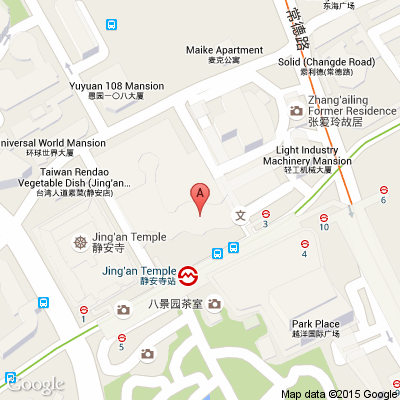 东海广场
常德路
Maike Apartment
麦克公寓
Solid (Changde Road)
索利德(常德路)
Yuyuan 108 Mansion
愚园一〇八大厦
Zhang'ailing
Former Residence
张爱玲故居
niversal World Mansion
环球世界大厦
Light Industry
Machinery Mansion
轻工机械大厦
Taiwan Rendao
Vegetable Dish (Jing'an...
台湾人道素菜(静安店)
A
6
文
3
10
Jing'an Temple
静安寺
4
Jing'an Temple
静安寺站
八景园茶室
1
5
Park Place
越洋国际广场
2
Google
Map data ©2015 Google